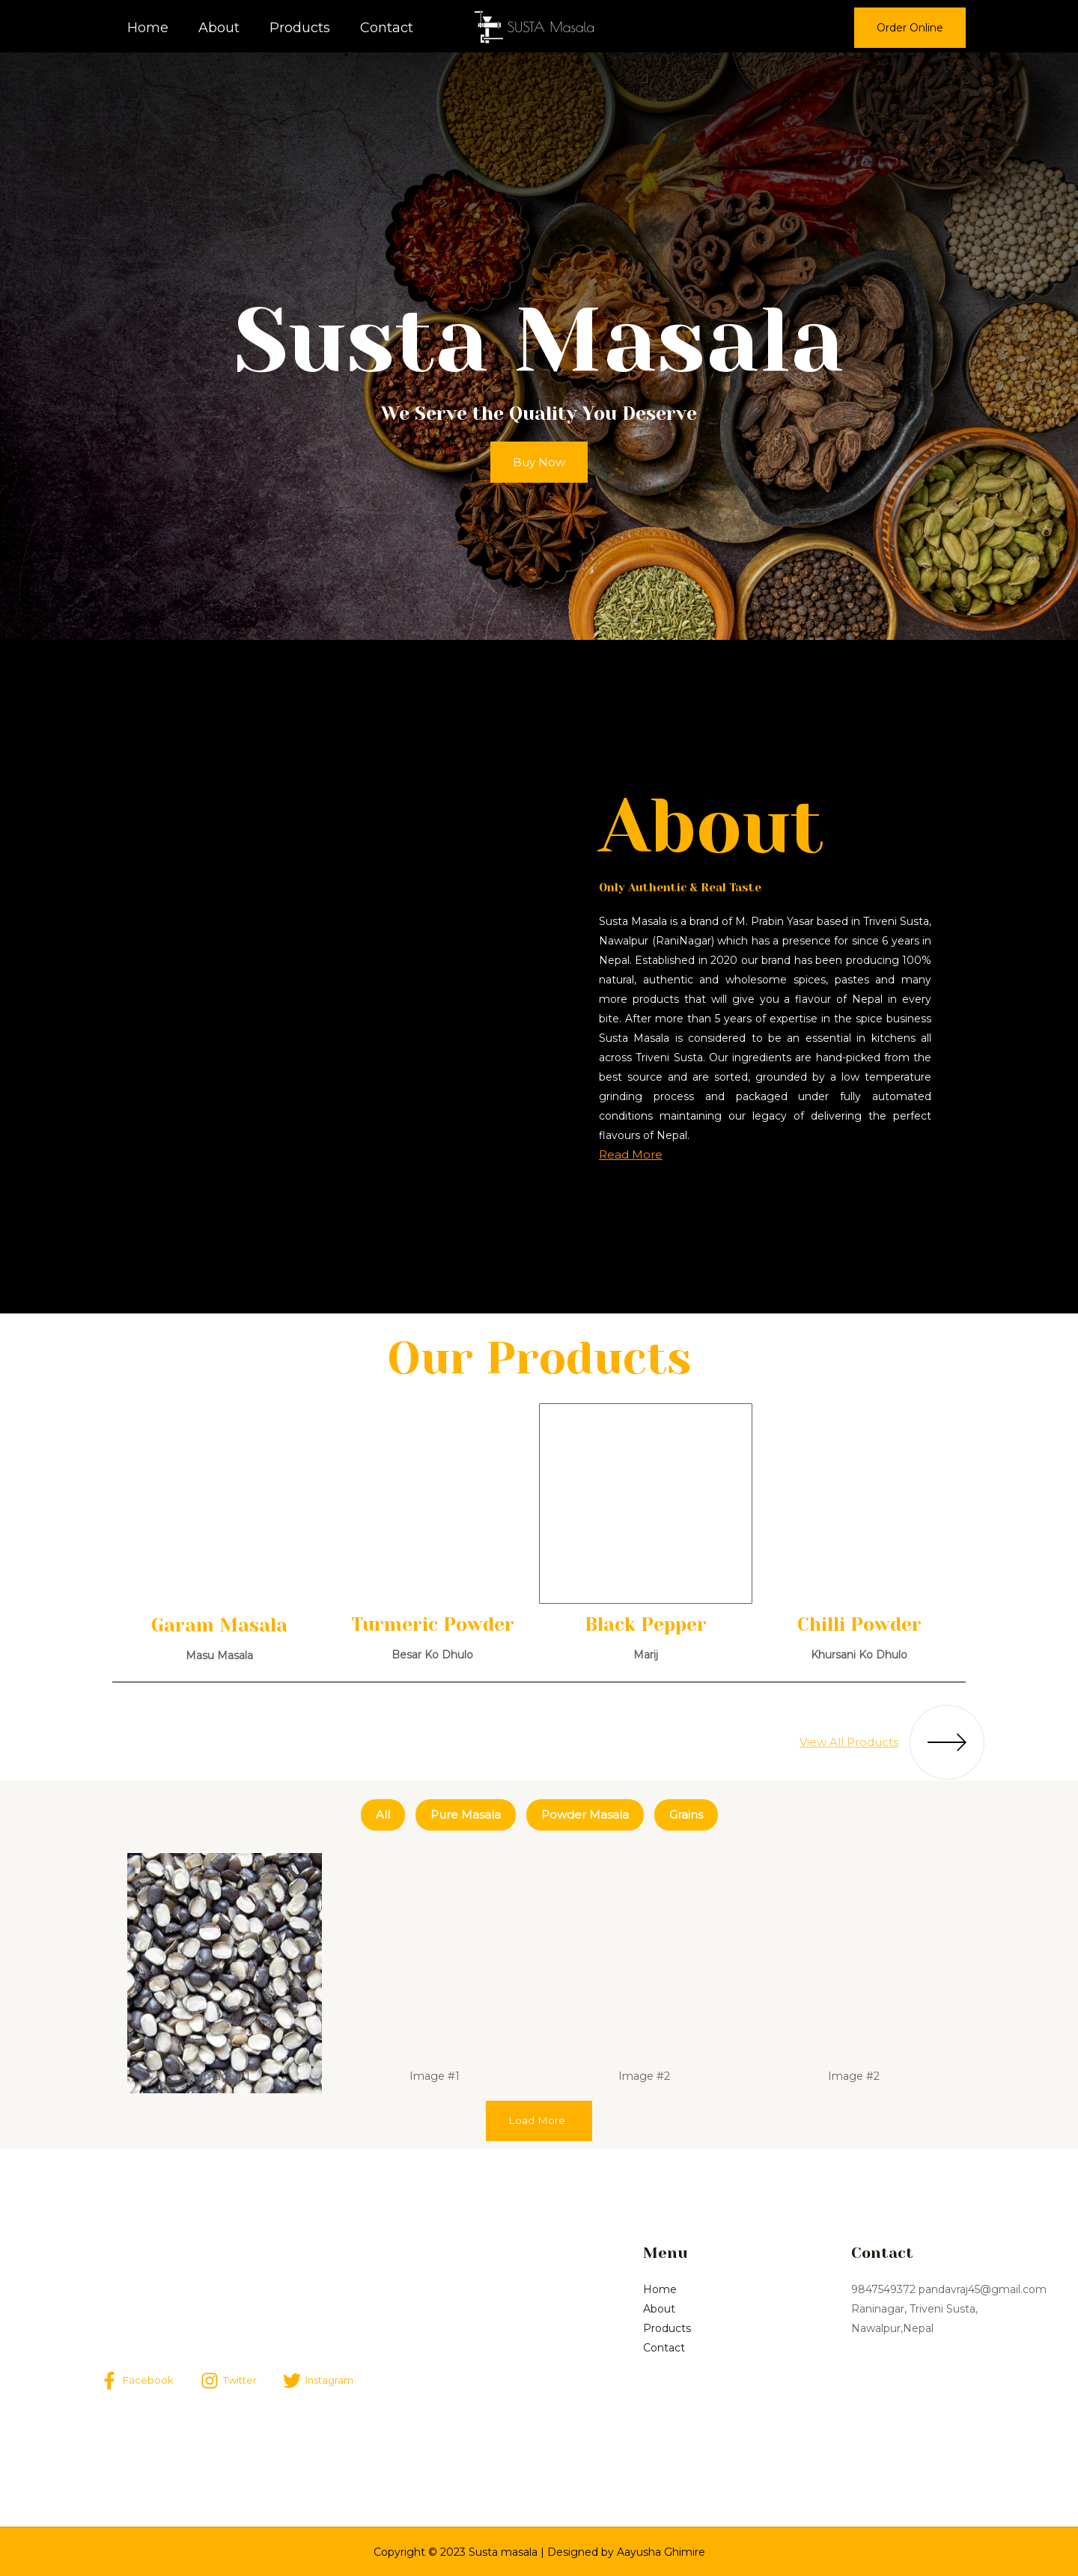 Home About Products Contact SUSTA Masala Order Online
Susta Masala
We Serve the Quality You Deserve
Buy Now
About
Only Authentic & Real Taste
Susta Masala is a brand of M. Prabin Yasar based in Triveni Susta,
Nawalpur (RaniNagar) which has a presence for since 6 years in
Nepal. Established in 2020 our brand has been producing 100%
natural, authentic and wholesome spices, pastes and many
more products that will give you a flavour of Nepal in every
bite. After more than 5 years of expertise in the spice business
Susta Masala is considered to be an essential in kitchens all
across Triveni Susta. Our ingredients are hand-picked from the
best source and are sorted, grounded by a low temperature
grinding process and packaged under fully automated
conditions maintaining our legacy of delivering the perfect
flavours of Nepal.
Read More
Our Products
Garam Masala
Masu Masala
Turmeric Powder
Besar Ko Dhulo
Black Pepper
Marij
Chilli Powder
Khursani Ko Dhulo
View All Products
All Pure Masala Powder Masala Grains
Image #1 Image #2 Image #2
Load More
Facebook Twitter Instagram
Menu
Home
About
Products
Contact
Contact
9847549372 pandavraj45@gmail.com
Raninagar, Triveni Susta,
Nawalpur,Nepal
Copyright © 2023 Susta masala | Designed by Aayusha Ghimire